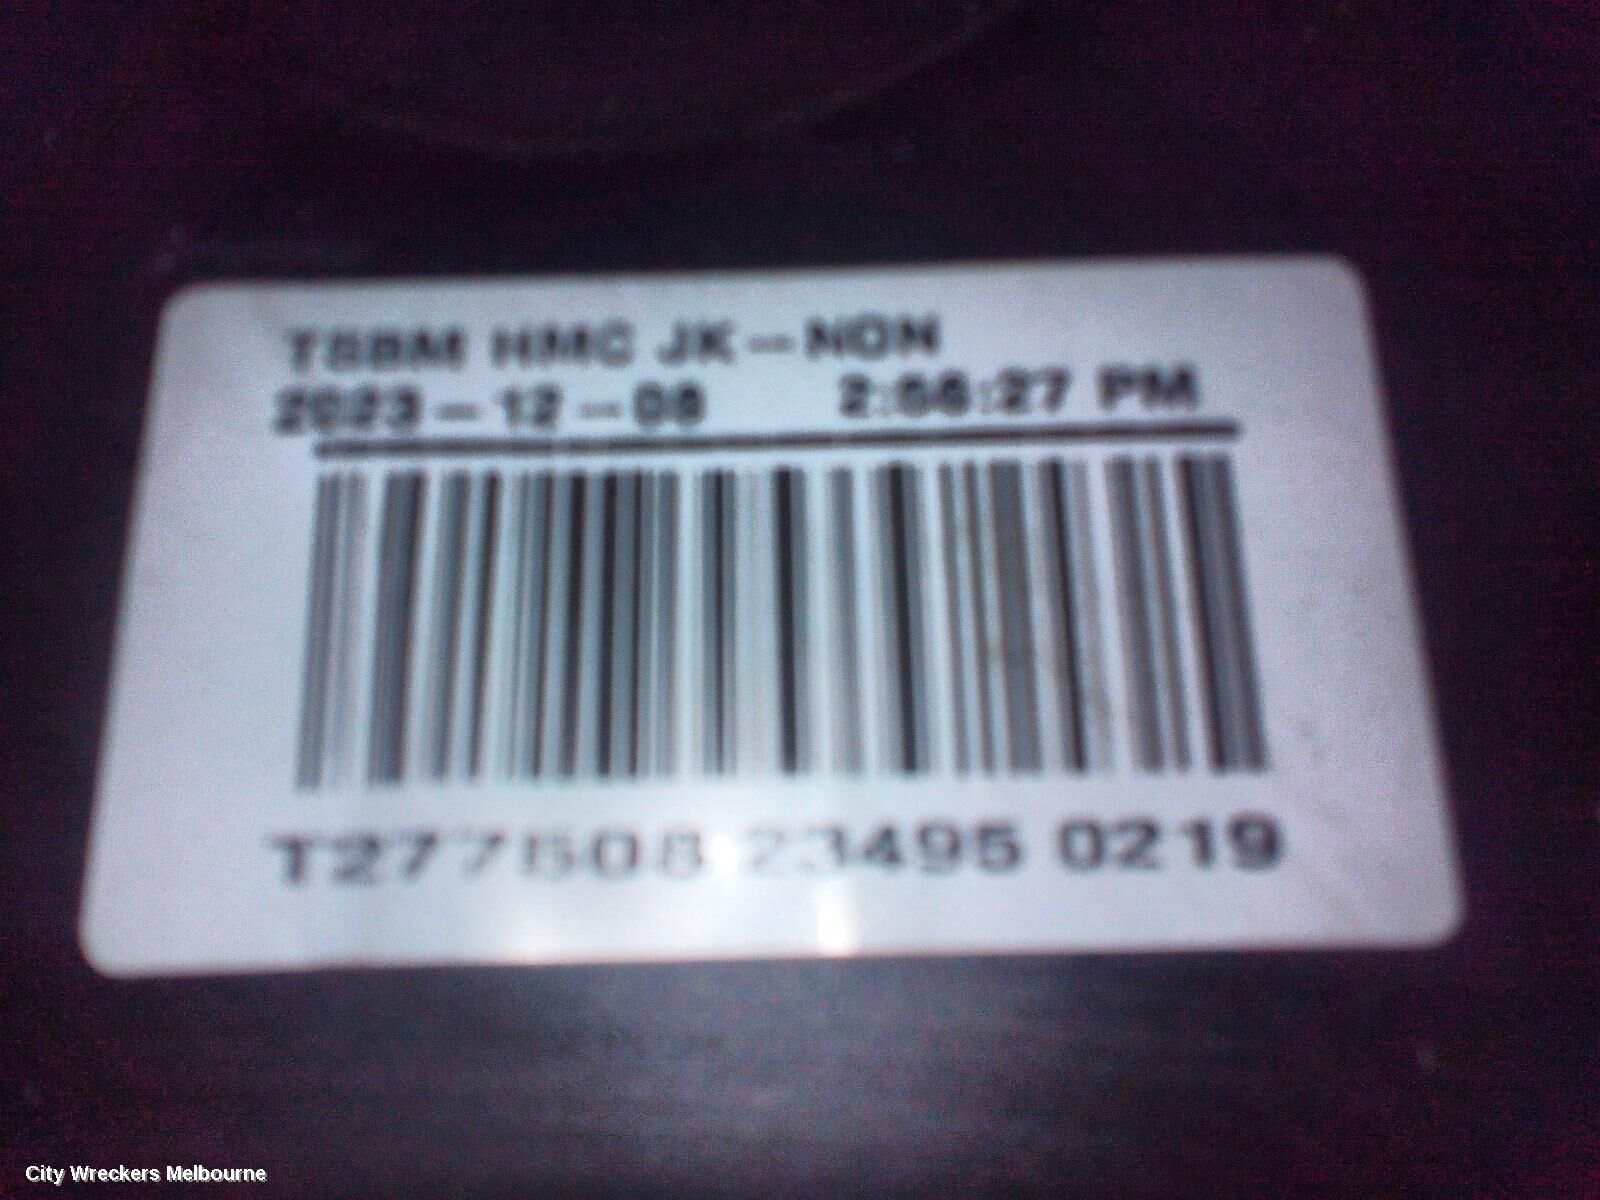 TSBM HMC JK-NON
2023-12-08 2:56:27 PM
T277508 23495 0219
City Wreckers Melbourne